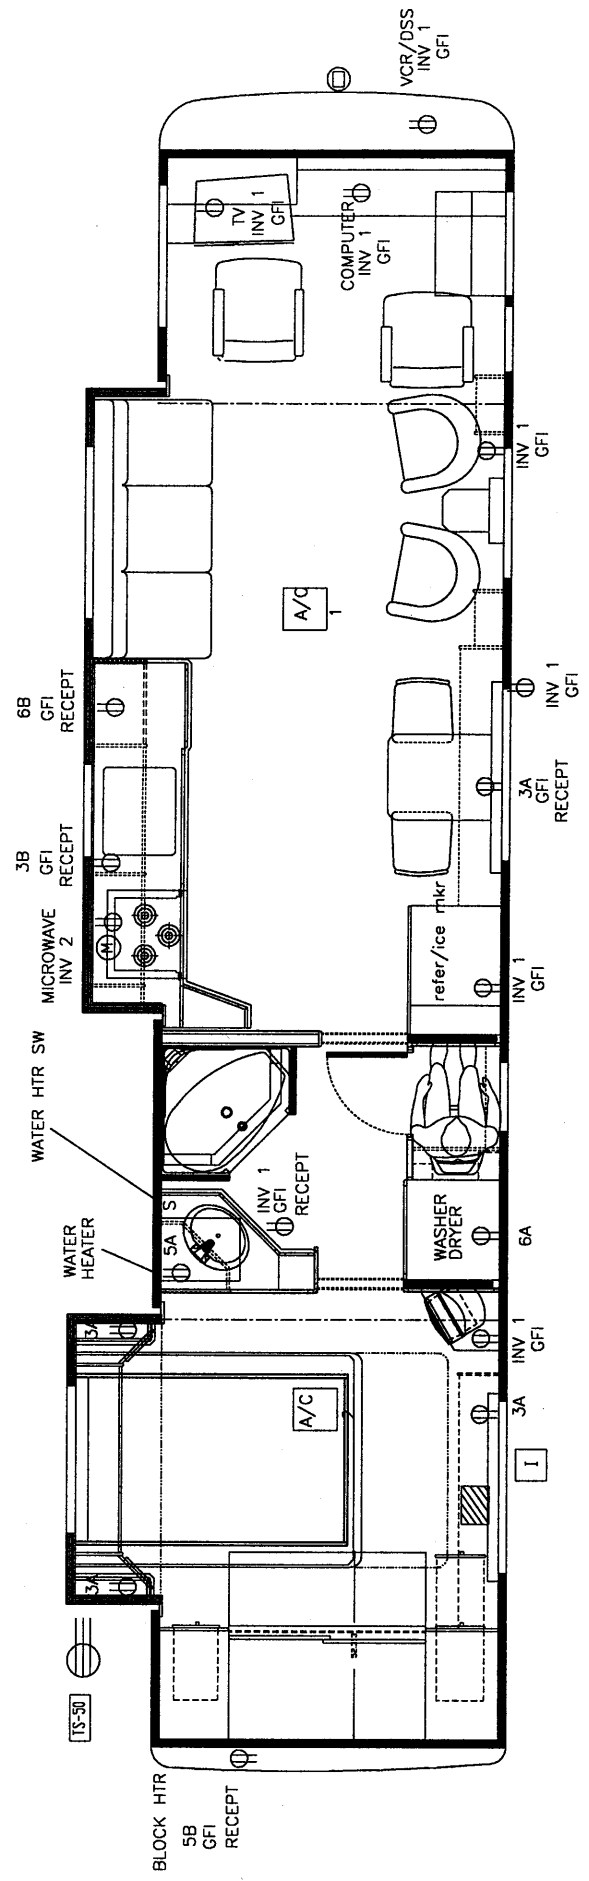 VCR/DSS
INV 1
GFI
TV
INV 1
GFI
COMPUTER
INV 1
GFI
INV 1
GFI
A/C
1
6B
GFI
RECEPT
INV 1
GFI
3A
GFI
RECEPT
3B
GFI
RECEPT
MICROWAVE
INV 2
M
refer/ice mkr
INV 1
GFI
WATER HTR SW
WATER
HEATER
S
5A
INV 1
GFI
RECEPT
WASHER
DRYER
6A
3A
INV 1
GFI
A/C
2
3A
I
3A
TS-50
BLOCK HTR
5B
GFI
RECEPT